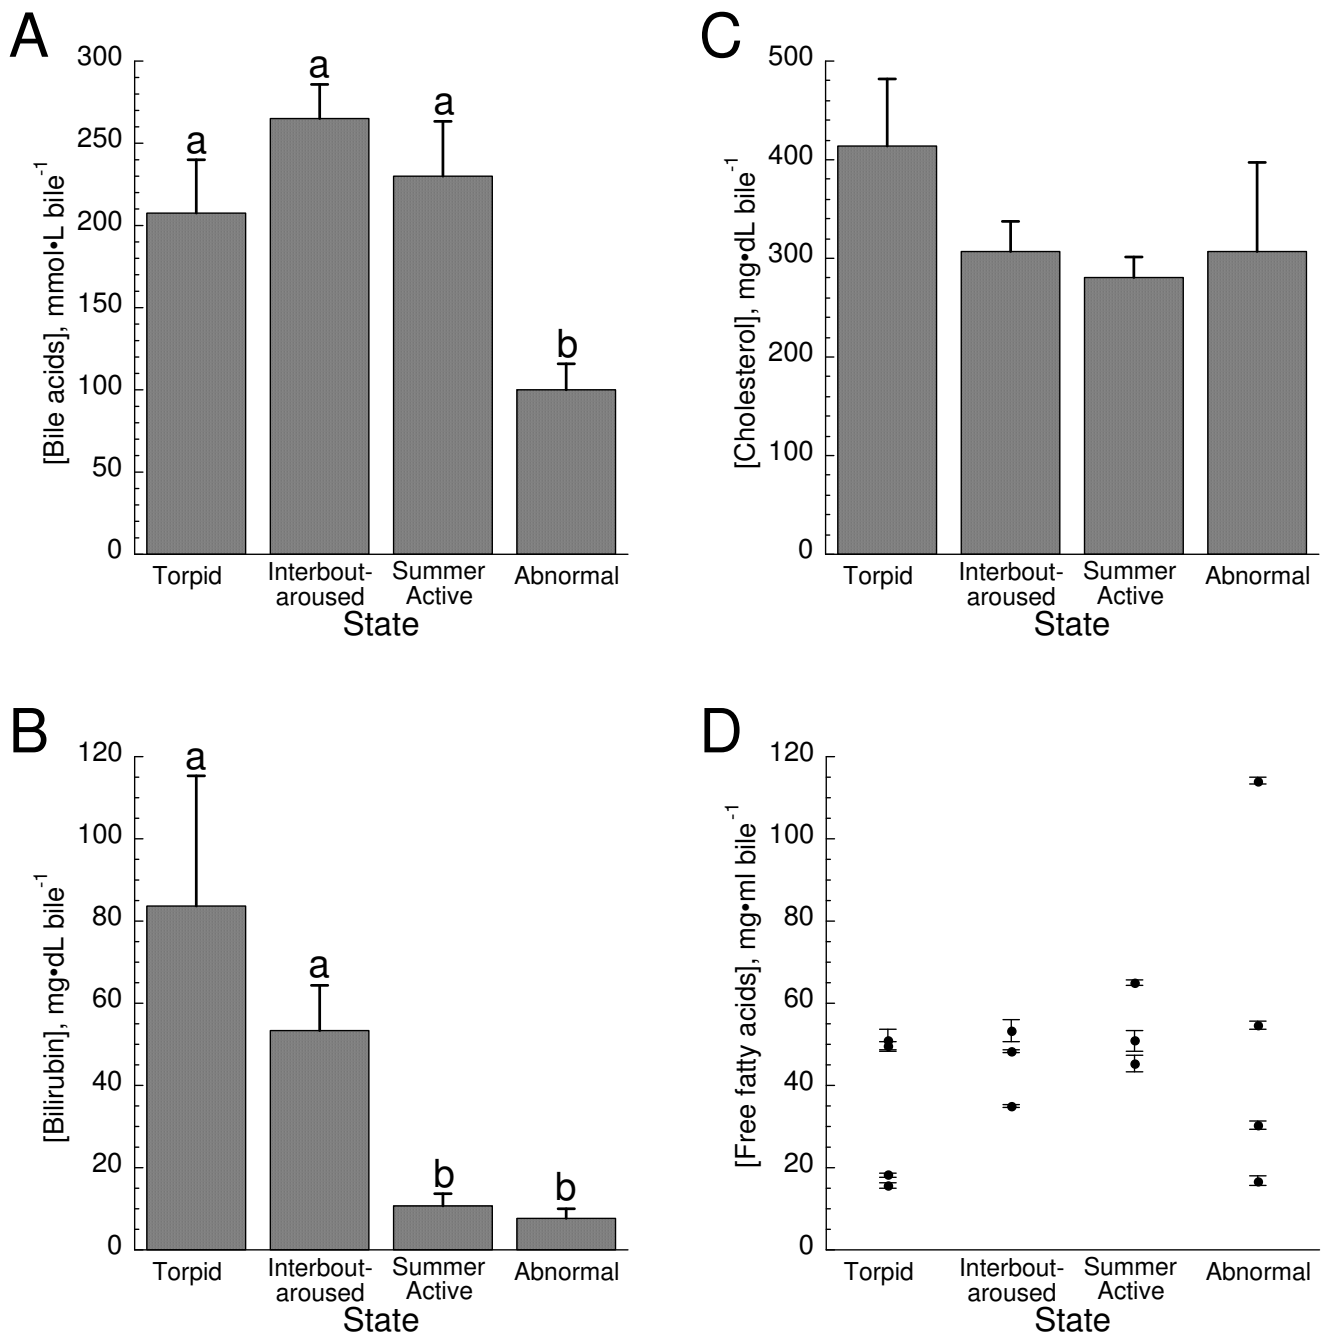 A
300
250
200
150
100
50
0
[Bile acids], mmol•L bile-1
a
a
a
b
Torpid
Interbout-
aroused
Summer
Active
Abnormal
State
C
500
400
300
200
100
0
[Cholesterol], mg•dL bile-1
Torpid
Interbout-
aroused
Summer
Active
Abnormal
State
B
120
100
80
60
40
20
0
[Bilirubin], mg•dL bile-1
a
a
b
b
Torpid
Interbout-
aroused
Summer
Active
Abnormal
State
D
120
100
80
60
40
20
0
[Free fatty acids], mg•ml bile-1
Torpid
Interbout-
aroused
Summer
Active
Abnormal
State